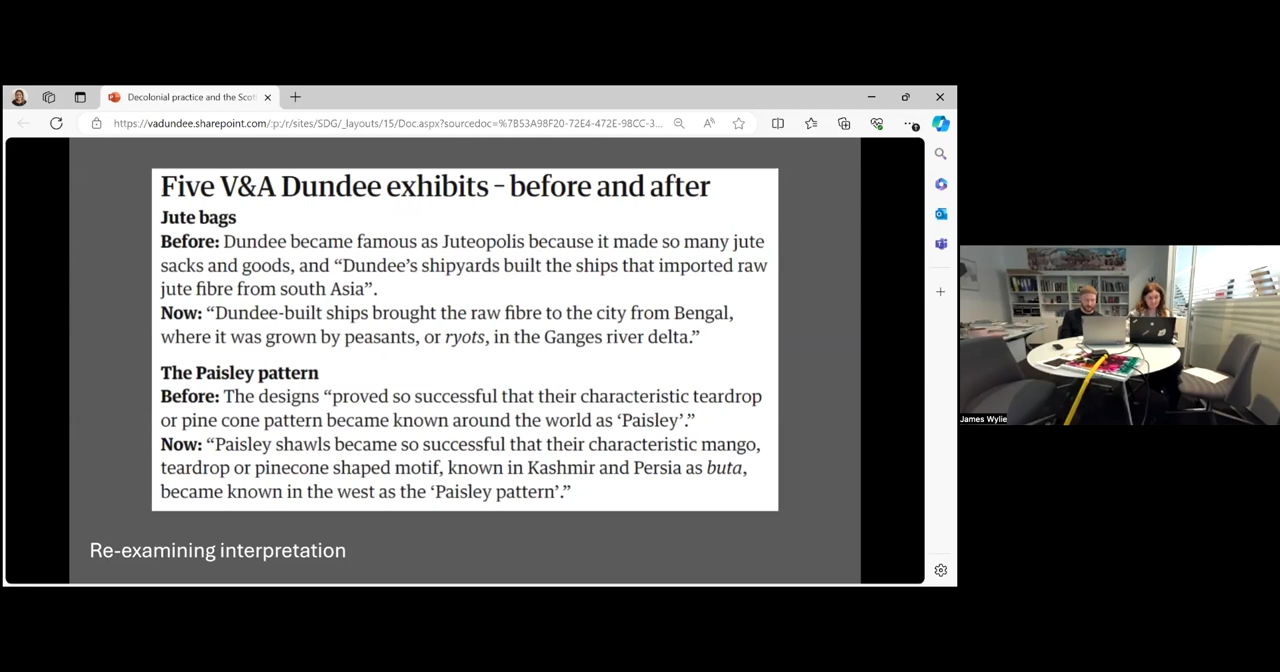 Decolonial practice and the Scot
https://vadundee.sharepoint.com/:p:/r/sites/SDG/_layouts/15/Doc.aspx?sourcedoc=%7B53A98F20-72E4-472E-98CC-3...
Five V&A Dundee exhibits – before and after
Jute bags
Before: Dundee became famous as Juteopolis because it made so many jute
sacks and goods, and “Dundee’s shipyards built the ships that imported raw
jute fibre from south Asia”.
Now: “Dundee-built ships brought the raw fibre to the city from Bengal,
where it was grown by peasants, or ryots, in the Ganges river delta.”
The Paisley pattern
Before: The designs “proved so successful that their characteristic teardrop
or pine cone pattern became known around the world as ‘Paisley’.”
Now: “Paisley shawls became so successful that their characteristic mango,
teardrop or pinecone shaped motif, known in Kashmir and Persia as buta,
became known in the west as the ‘Paisley pattern’.”
Re-examining interpretation
James Wylie